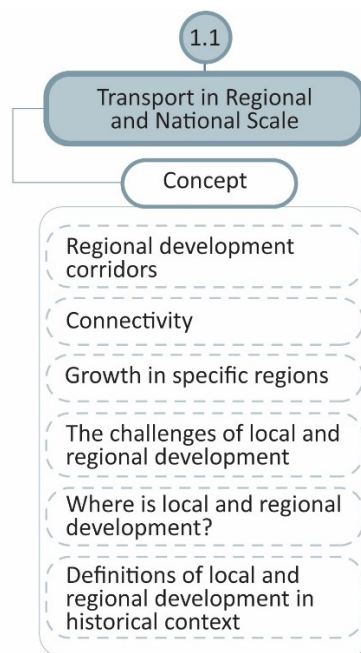 1.1
Transport in Regional
and National Scale
Concept
Regional development
corridors
Connectivity
Growth in specific regions
The challenges of local and
regional development
Where is local and regional
development?
Definitions of local and
regional development in
historical context